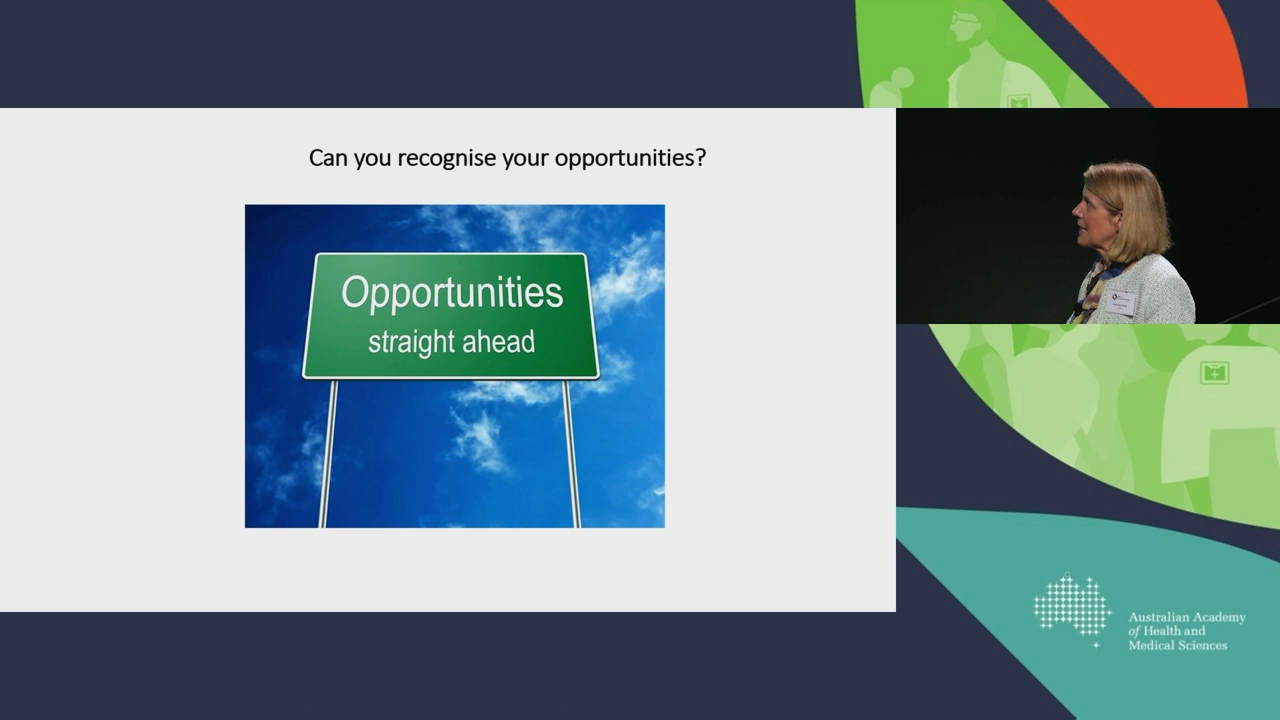 Can you recognise your opportunities?
Opportunities
straight ahead
Australian Academy
of Health and
Medical Sciences